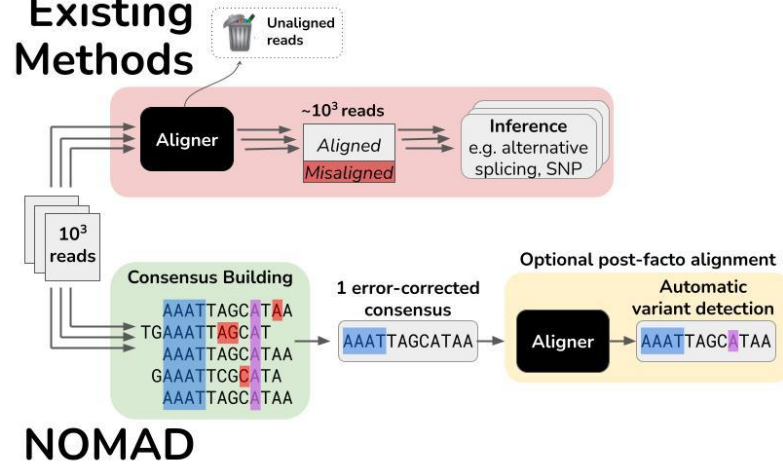 Existing
Methods
Unaligned
reads
Aligner
~10³ reads
Aligned
Misaligned
Inference
e.g. alternative
splicing, SNP
10³
reads
Consensus Building
AAATTAGCATAA
TGAAATTAGCAT
AAATTAGCATAA
GAAATTCGCATA
AAATTAGCATAA
1 error-corrected
consensus
AAATTAGCATAA
Optional post-facto alignment
Aligner
Automatic
variant detection
AAATTAGCATAA
NOMAD